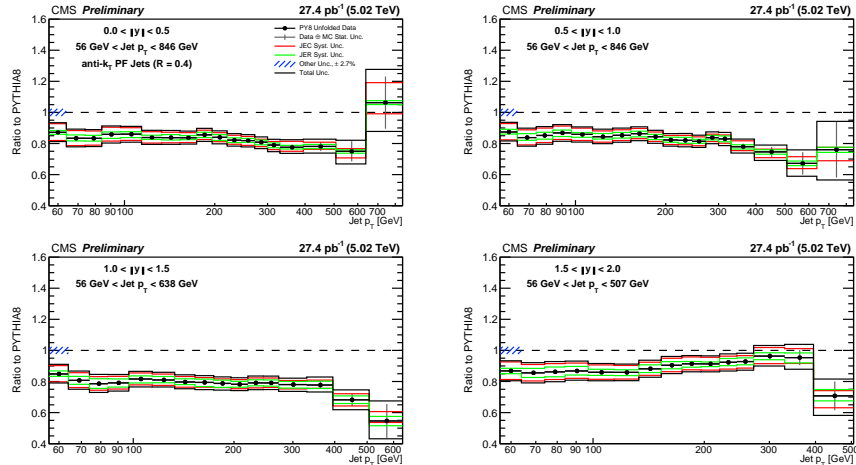 CMS Preliminary 27.4 pb⁻¹ (5.02 TeV)
0.0 < |y| < 0.5
56 GeV < Jet p_T < 846 GeV
anti-k_T PF Jets (R = 0.4)
PY8 Unfolded Data
Data ⊕ MC Stat. Unc.
JEC Syst. Unc.
JER Syst. Unc.
Other Unc., ± 2.7%
Total Unc.
Ratio to PYTHIA8
1.6
1.4
1.2
1
0.8
0.6
0.4
60 70 80 90 100 200 300 400 500 700
Jet p_T [GeV]
CMS Preliminary 27.4 pb⁻¹ (5.02 TeV)
0.5 < |y| < 1.0
56 GeV < Jet p_T < 846 GeV
Ratio to PYTHIA8
1.6
1.4
1.2
1
0.8
0.6
0.4
60 70 80 100 200 300 400 500 700
Jet p_T [GeV]
CMS Preliminary 27.4 pb⁻¹ (5.02 TeV)
1.0 < |y| < 1.5
56 GeV < Jet p_T < 638 GeV
Ratio to PYTHIA8
1.6
1.4
1.2
1
0.8
0.6
0.4
60 70 80 100 200 300 400 500 600
Jet p_T [GeV]
CMS Preliminary 27.4 pb⁻¹ (5.02 TeV)
1.5 < |y| < 2.0
56 GeV < Jet p_T < 507 GeV
Ratio to PYTHIA8
1.6
1.4
1.2
1
0.8
0.6
0.4
60 70 80 100 200 300 400 500
Jet p_T [GeV]